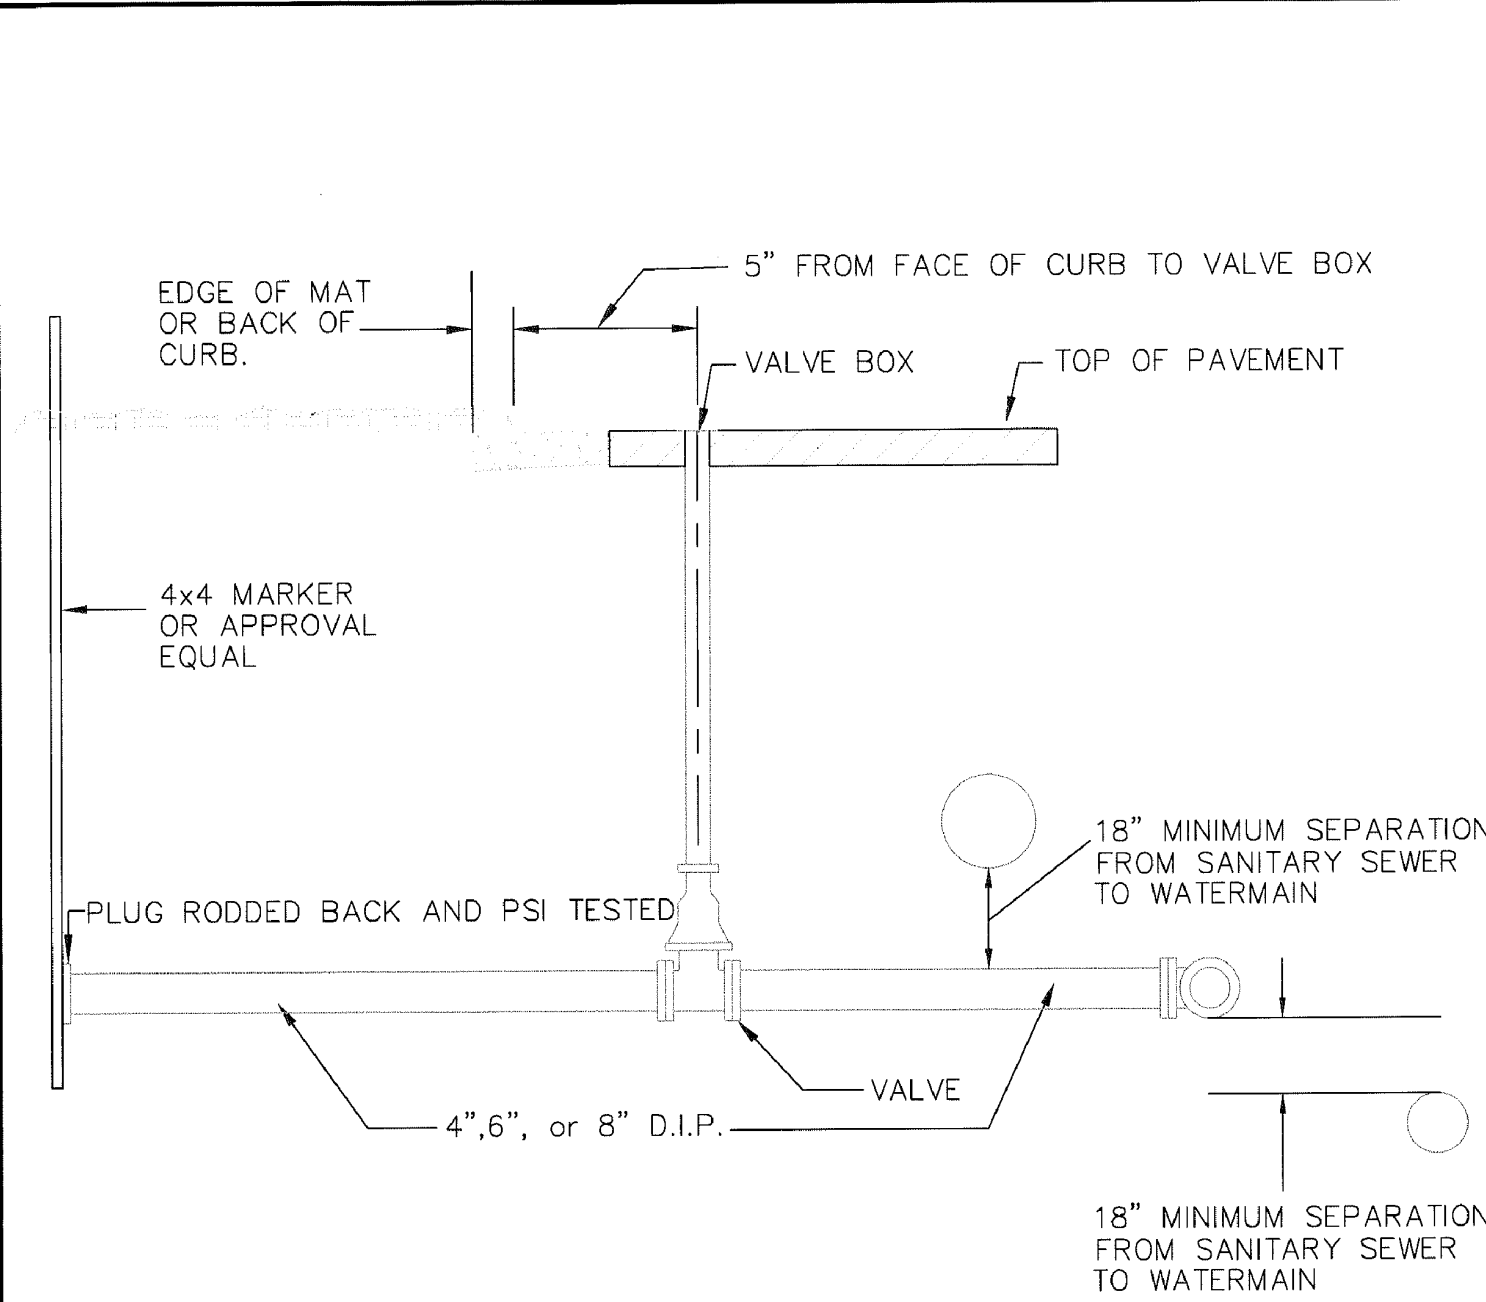 5” FROM FACE OF CURB TO VALVE BOX
EDGE OF MAT
OR BACK OF
CURB.
VALVE BOX
TOP OF PAVEMENT
4x4 MARKER
OR APPROVAL
EQUAL
18” MINIMUM SEPARATION
FROM SANITARY SEWER
TO WATERMAIN
PLUG RODDED BACK AND PSI TESTED
VALVE
4”,6”, or 8” D.I.P.
18” MINIMUM SEPARATION
FROM SANITARY SEWER
TO WATERMAIN